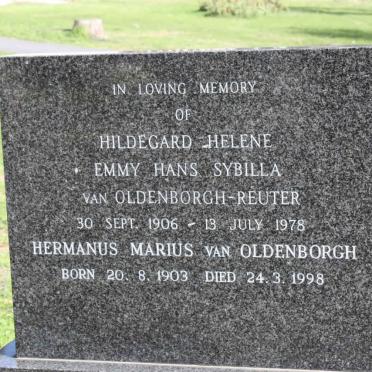 IN LOVING MEMORY
OF
HILDEGARD HELENE
EMMY HANS SYBILLA
VAN OLDENBORGH-REUTER
30 SEPT. 1906 - 13 JULY 1978
HERMANUS MARIUS VAN OLDENBORGH
BORN 20.8.1903 DIED 24.3.1998